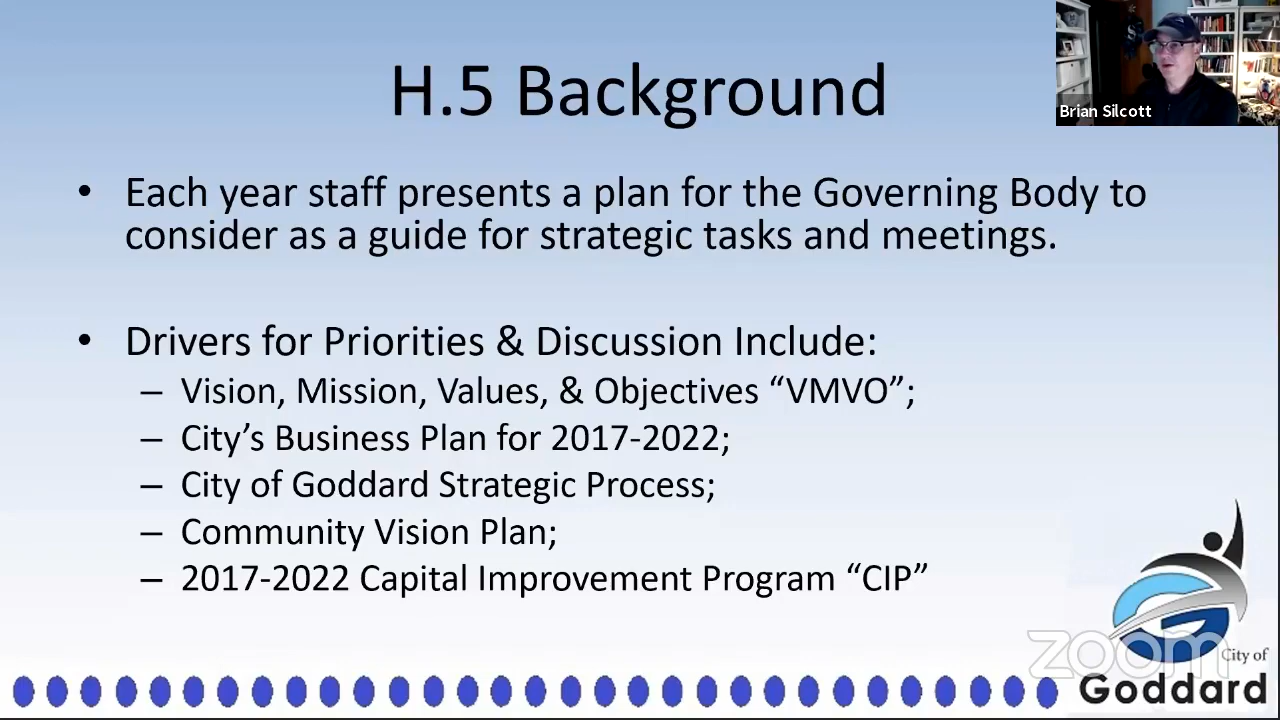 H.5 Background
Brian Silcott
• Each year staff presents a plan for the Governing Body to
consider as a guide for strategic tasks and meetings.
• Drivers for Priorities & Discussion Include:
– Vision, Mission, Values, & Objectives “VMVO”;
– City’s Business Plan for 2017-2022;
– City of Goddard Strategic Process;
– Community Vision Plan;
– 2017-2022 Capital Improvement Program “CIP”
zoom
City of
Goddard